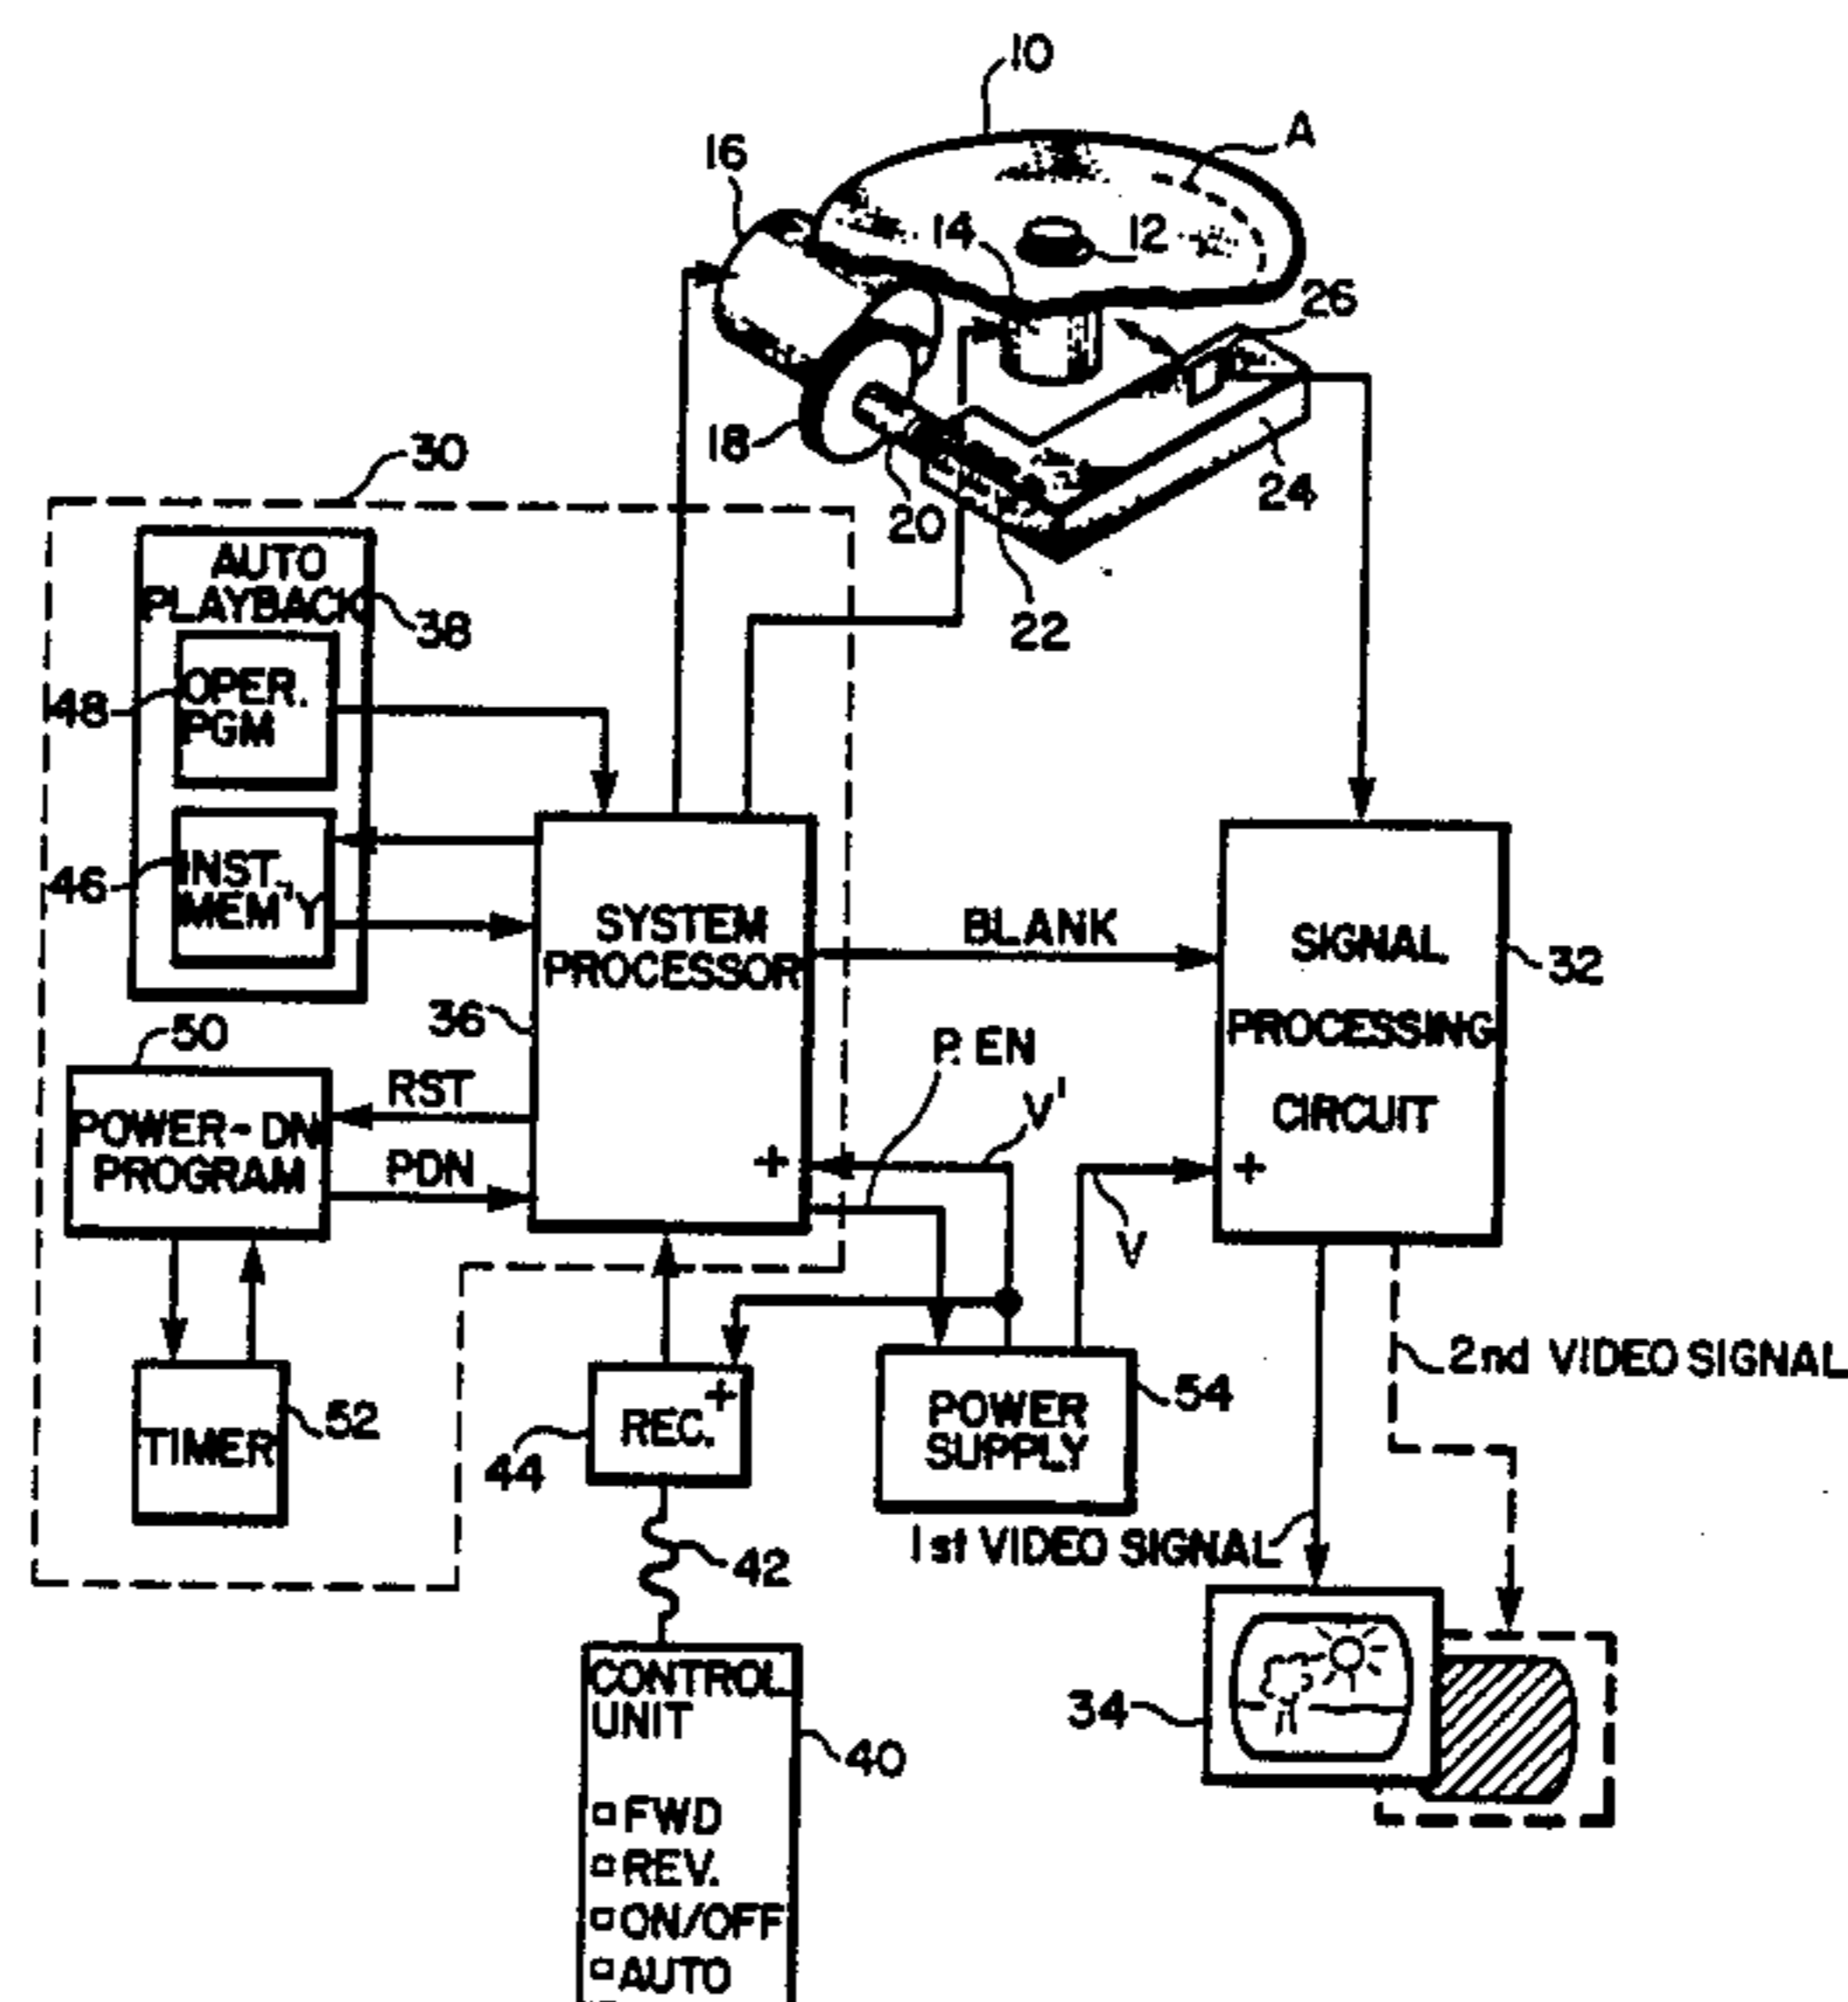 10
A
16
14
12
26
18
24
20
22
30
AUTO
PLAYBACK
38
OPER.
PGM
48
INST.
MEM'Y
46
SYSTEM
PROCESSOR
36
BLANK
SIGNAL
PROCESSING
CIRCUIT
32
+
50
POWER-DN
PROGRAM
RST
PDN
P. EN
V'
+
V
TIMER
52
REC.
+
44
POWER
SUPPLY
54
2nd VIDEO SIGNAL
1st VIDEO SIGNAL
42
34
CONTROL
UNIT
40
FWD
REV.
ON/OFF
AUTO